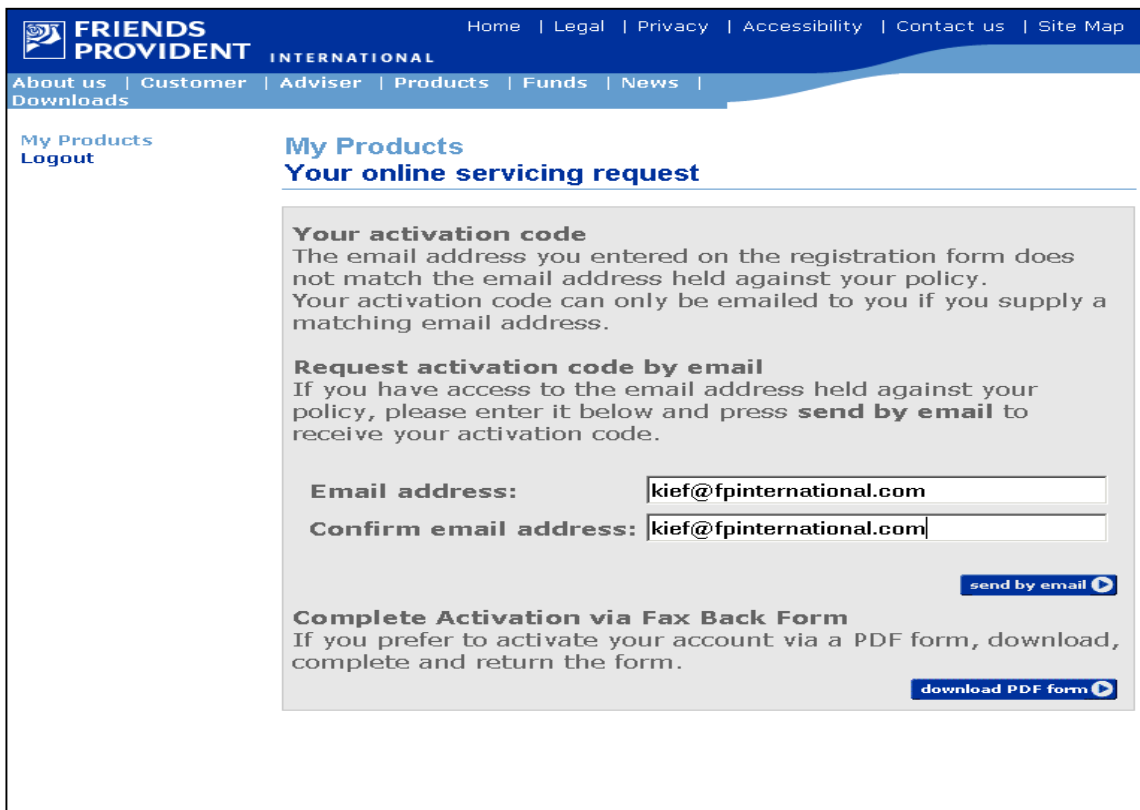 FRIENDS
PROVIDENT INTERNATIONAL
Home | Legal | Privacy | Accessibility | Contact us | Site Map
About us | Customer | Adviser | Products | Funds | News |
Downloads
My Products
Logout
My Products
Your online servicing request
Your activation code
The email address you entered on the registration form does
not match the email address held against your policy.
Your activation code can only be emailed to you if you supply a
matching email address.
Request activation code by email
If you have access to the email address held against your
policy, please enter it below and press send by email to
receive your activation code.
Email address: kief@fpinternational.com
Confirm email address: kief@fpinternational.com
send by email
Complete Activation via Fax Back Form
If you prefer to activate your account via a PDF form, download,
complete and return the form.
download PDF form